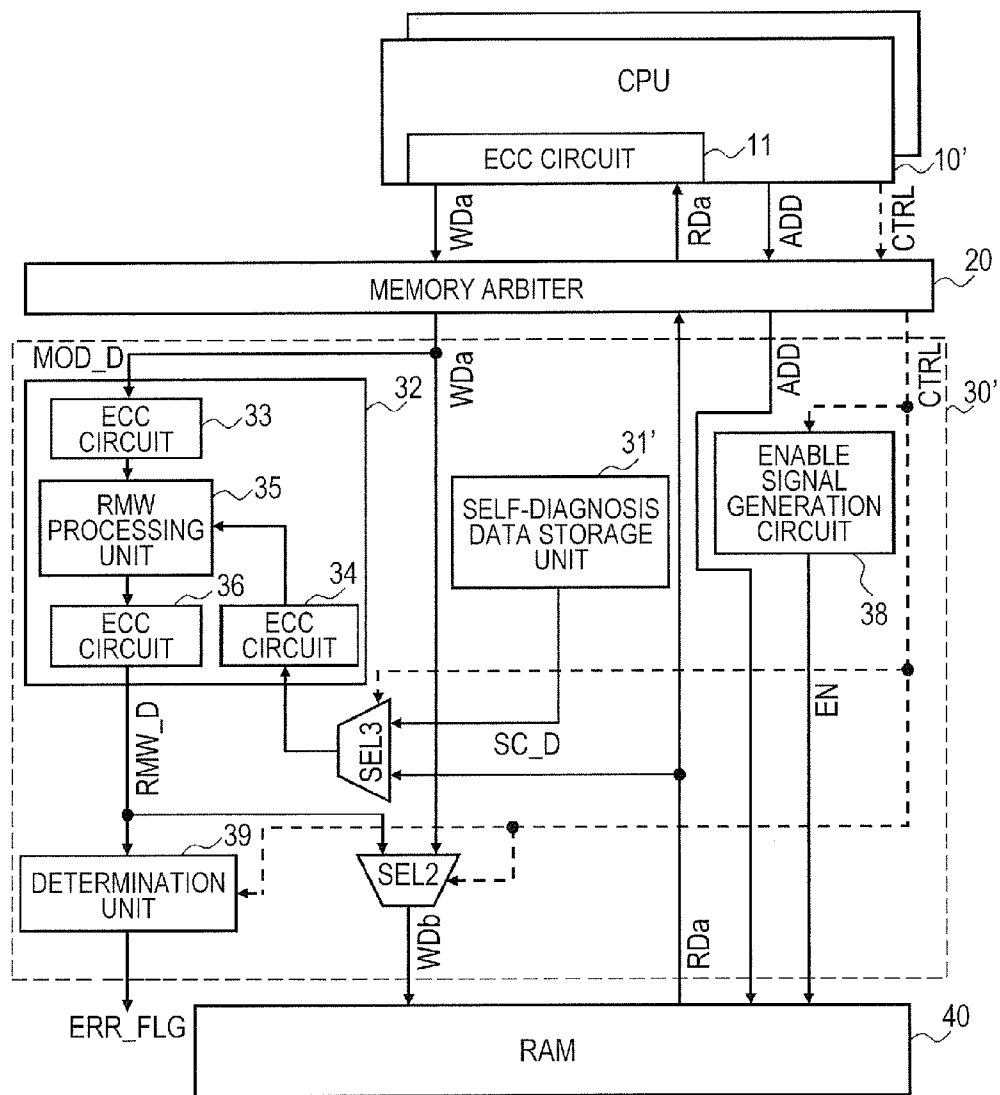 CPU
ECC CIRCUIT
11
10'
WDa
RDa
ADD
CTRL
20
MEMORY ARBITER
MOD_D
WDa
ADD
CTRL
30'
32
ECC
CIRCUIT
33
31'
ENABLE
SIGNAL
GENERATION
CIRCUIT
38
RMW
PROCESSING
UNIT
35
SELF-DIAGNOSIS
DATA STORAGE
UNIT
36
ECC
CIRCUIT
34
ECC
CIRCUIT
RMW_D
SEL3
SC_D
EN
39
DETERMINATION
UNIT
SEL2
WDb
RDa
ERR_FLG
RAM
40